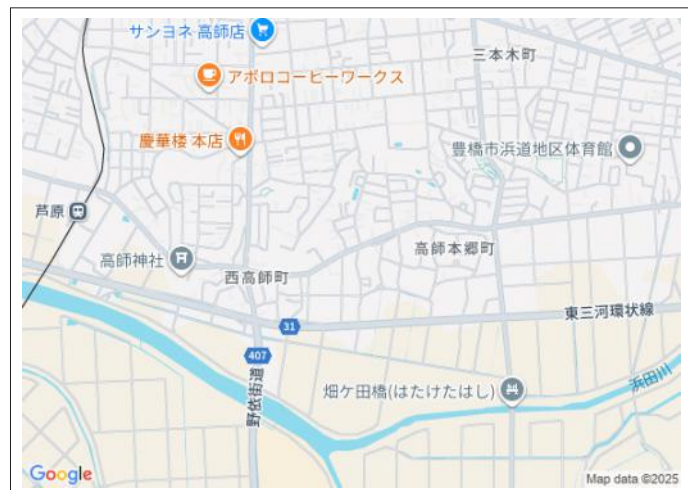 サンヨネ 高師店
三本木町
アポロコーヒーワークス
慶華楼 本店
豊橋市浜道地区体育館
芦原
高師神社
高師本郷町
西高師町
東三河環状線
31
407
野依街道
畑ケ田橋(はたけたはし)
浜田川
Google
Map data ©2025